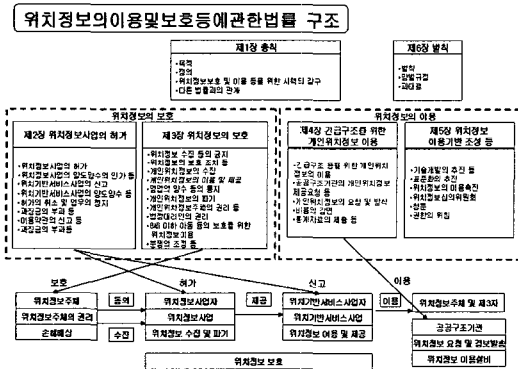 위치정보의이용및보호등에관한법률 구조
제1장 총칙
•목적
•정의
•위치정보보호 및 이용 등을 위한 시책의 강구
•다른 법률과의 관계
제6장 벌칙
•벌칙
•양벌규정
•과태료
위치정보의 보호
제2장 위치정보사업의 허가
•위치정보사업의 허가
•위치정보사업의 양도양수의 인가 등
•위치기반서비스사업의 신고
•위치기반서비스사업의 양도양수 등
•허가의 취소 및 업무의 정지
•과징금의 부과 등
•이용약관의 신고 등
•과징금의 부과등
제3장 위치정보의 보호
•위치정보 수집 등의 금지
•위치정보의 보호 조치 등
•개인위치정보의 수집
•개인위치정보의 이용 및 제공
•영업의 양수 등의 통지
•개인위치정보의 파기
•개인위치정보주체의 권리 등
•법정대리인의 권리
•8세 이하 아동 등의 보호를 위한
위치정보이용
•분쟁의 조정 등
위치정보의 이용
제4장 긴급구조를 위한
개인위치정보 이용
•긴급구조 등을 위한 개인위치
정보의 이용
•공공구조기관의 개인위치정보
제공요청 등
•개인위치정보의 요청 및 방식
•비용의 감면
•통계자료의 제출 등
제5장 위치정보
이용기반 조성 등
•기술개발의 추진 등
•표준화의 추진
•위치정보의 이용촉진
•위치정보심의위원회
•청문
•권한의 위임
보호
허가
신고
이용
위치정보주체
위치정보주체의 권리
손해배상
동의
수집
위치정보사업자
위치정보사업
위치정보 수집 및 파기
제공
위치기반서비스사업자
위치기반서비스사업
위치정보 이용 및 제공
이용
위치정보주체 및 제3자
공공구조기관
위치정보 요청 및 경보발송
위치정보 이용설비
위치정보 보호